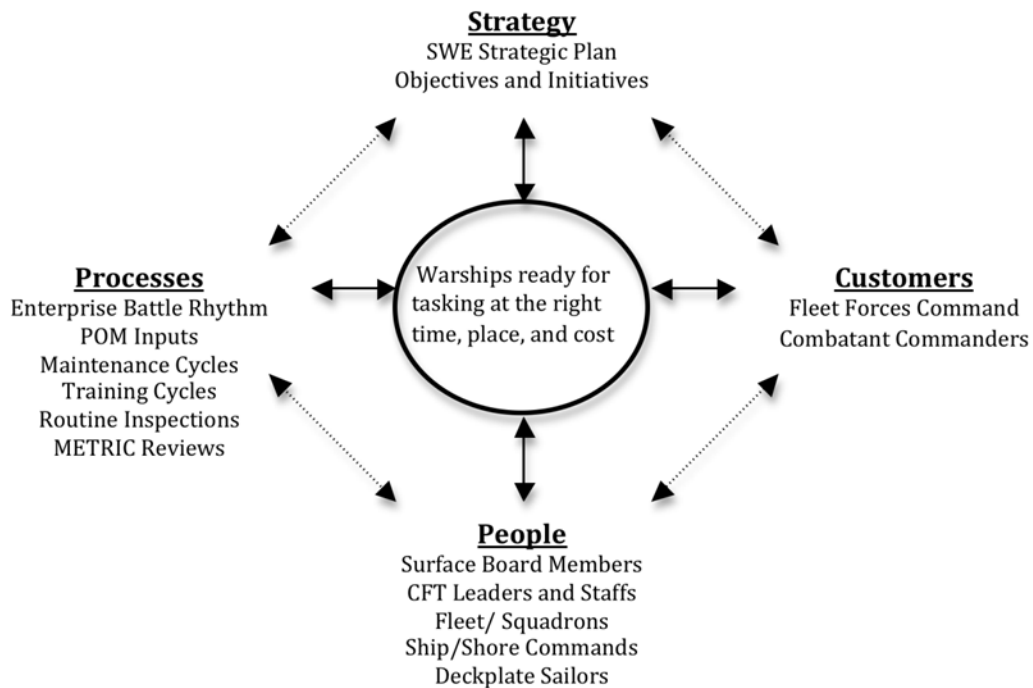 Strategy
SWE Strategic Plan
Objectives and Initiatives
Processes
Enterprise Battle Rhythm
POM Inputs
Maintenance Cycles
Training Cycles
Routine Inspections
METRIC Reviews
Warships ready for
tasking at the right
time, place, and cost
Customers
Fleet Forces Command
Combatant Commanders
People
Surface Board Members
CFT Leaders and Staffs
Fleet/ Squadrons
Ship/Shore Commands
Deckplate Sailors